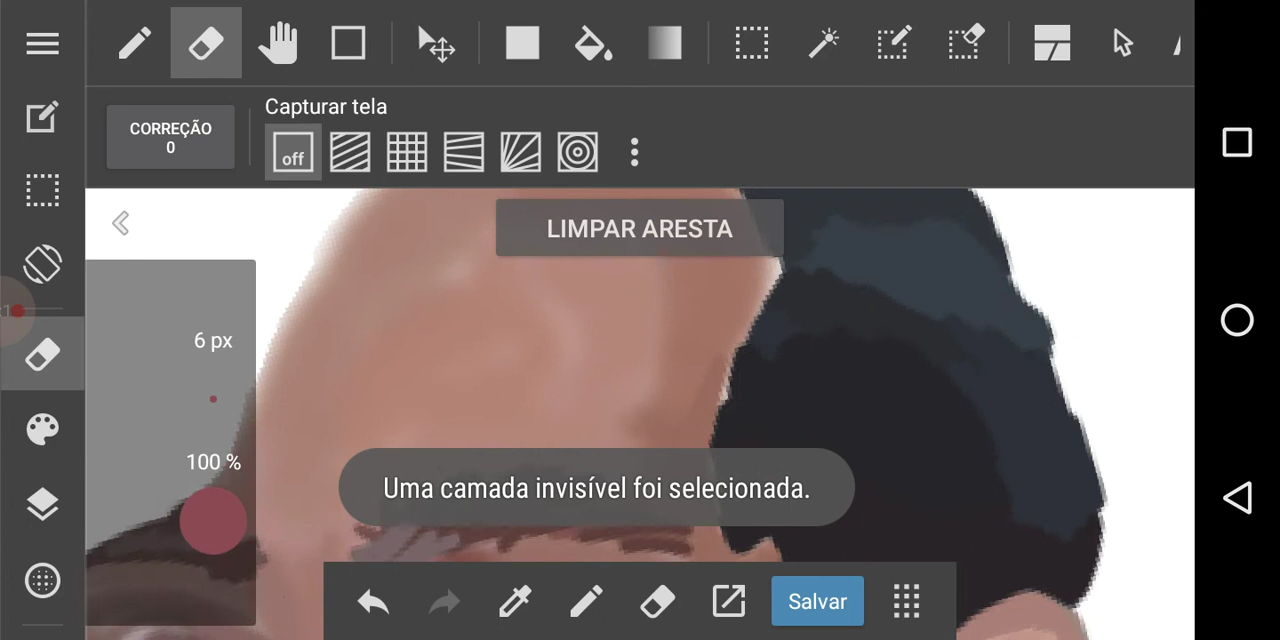 Capturar tela
CORREÇÃO
0
off
LIMPAR ARESTA
6 px
100 %
Uma camada invisível foi selecionada.
Salvar